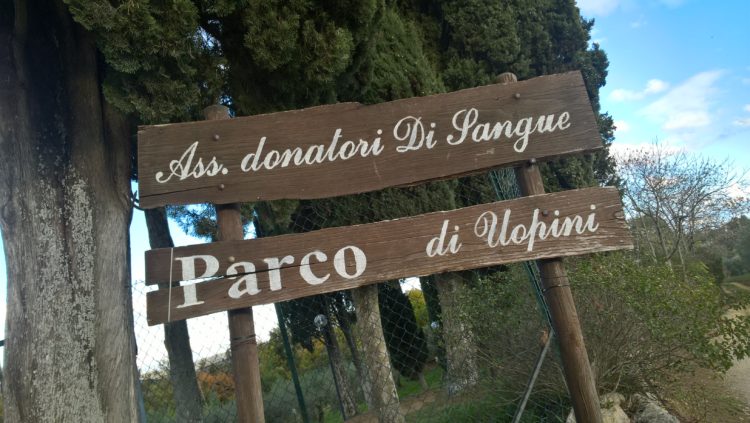 Ass. donatori Di Sangue
Parco di Uopini